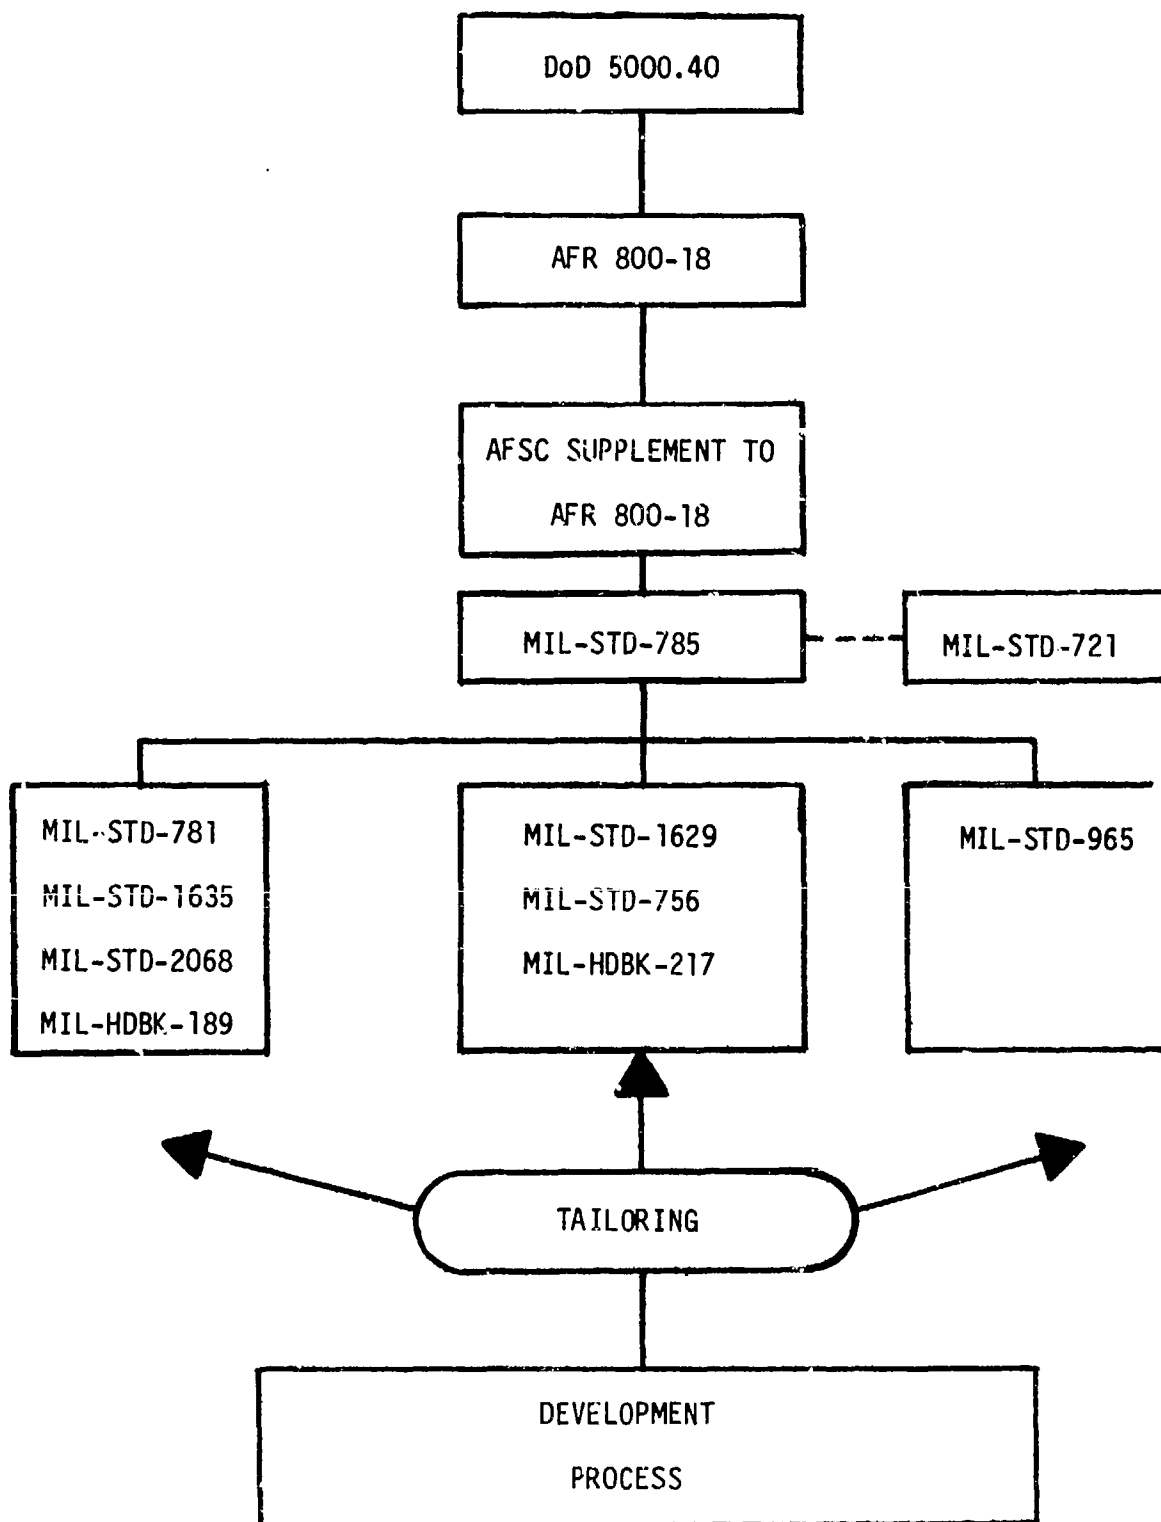 DoD 5000.40
AFR 800-18
AFSC SUPPLEMENT TO
AFR 800-18
MIL-STD-785
MIL-STD-721
MIL-STD-781
MIL-STD-1635
MIL-STD-2068
MIL-HDBK-189
MIL-STD-1629
MIL-STD-756
MIL-HDBK-217
MIL-STD-965
TAILORING
DEVELOPMENT
PROCESS